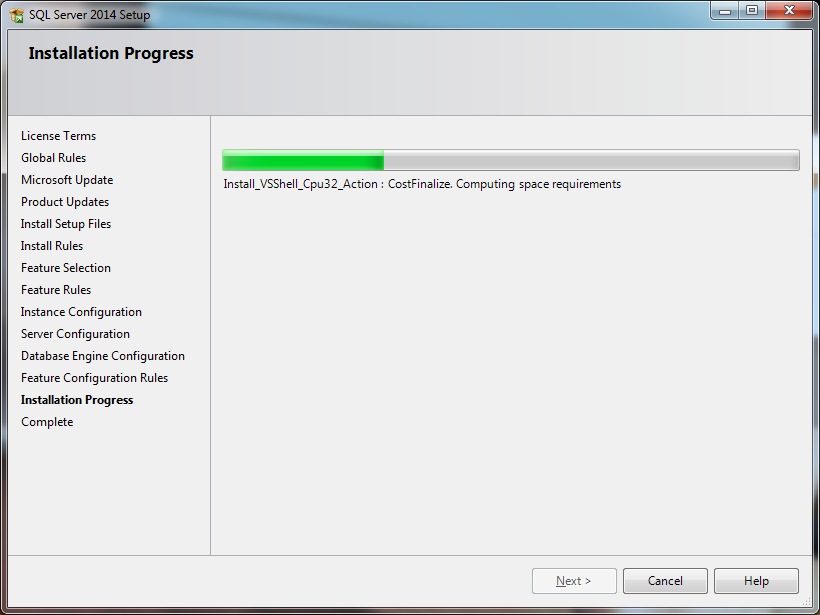 SQL Server 2014 Setup
Installation Progress
License Terms
Global Rules
Microsoft Update
Product Updates
Install Setup Files
Install Rules
Feature Selection
Feature Rules
Instance Configuration
Server Configuration
Database Engine Configuration
Feature Configuration Rules
Installation Progress
Complete
Install_VSShell_Cpu32_Action : CostFinalize. Computing space requirements
Next >
Cancel
Help